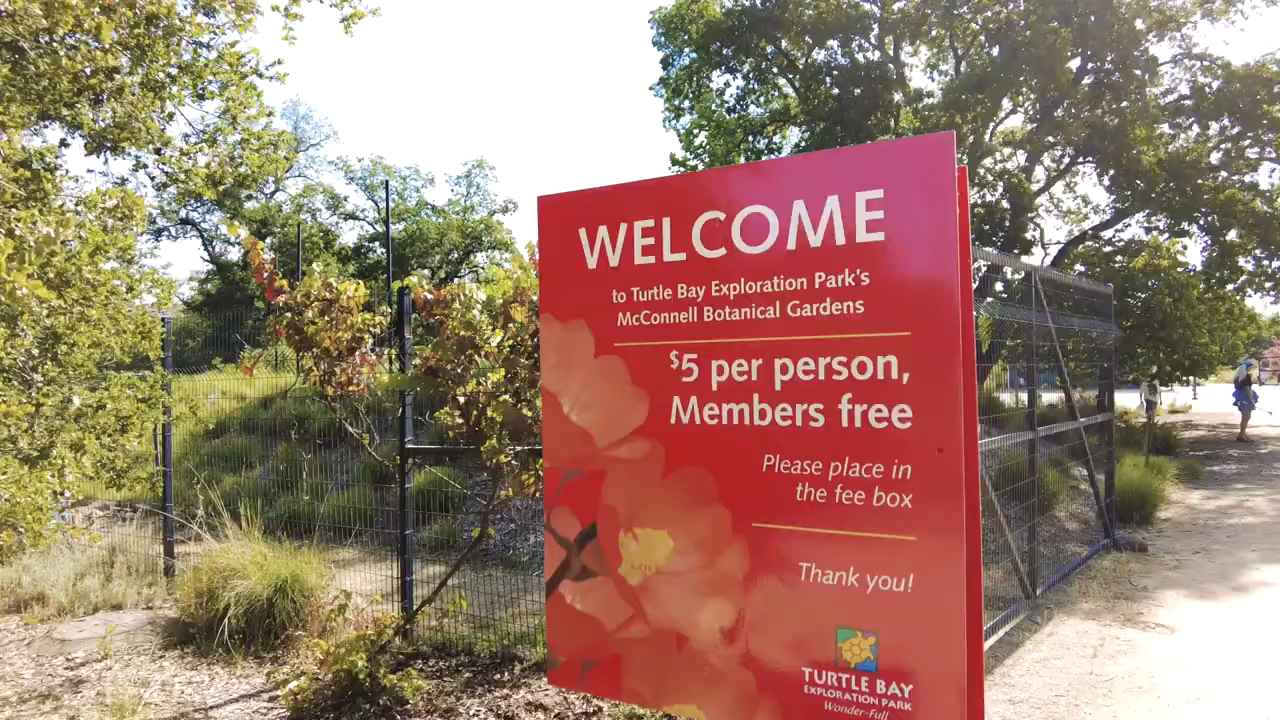 WELCOME
to Turtle Bay Exploration Park's
McConnell Botanical Gardens
$5 per person,
Members free
Please place in
the fee box
Thank you!
TURTLE BAY
EXPLORATION PARK
Wonder-Full